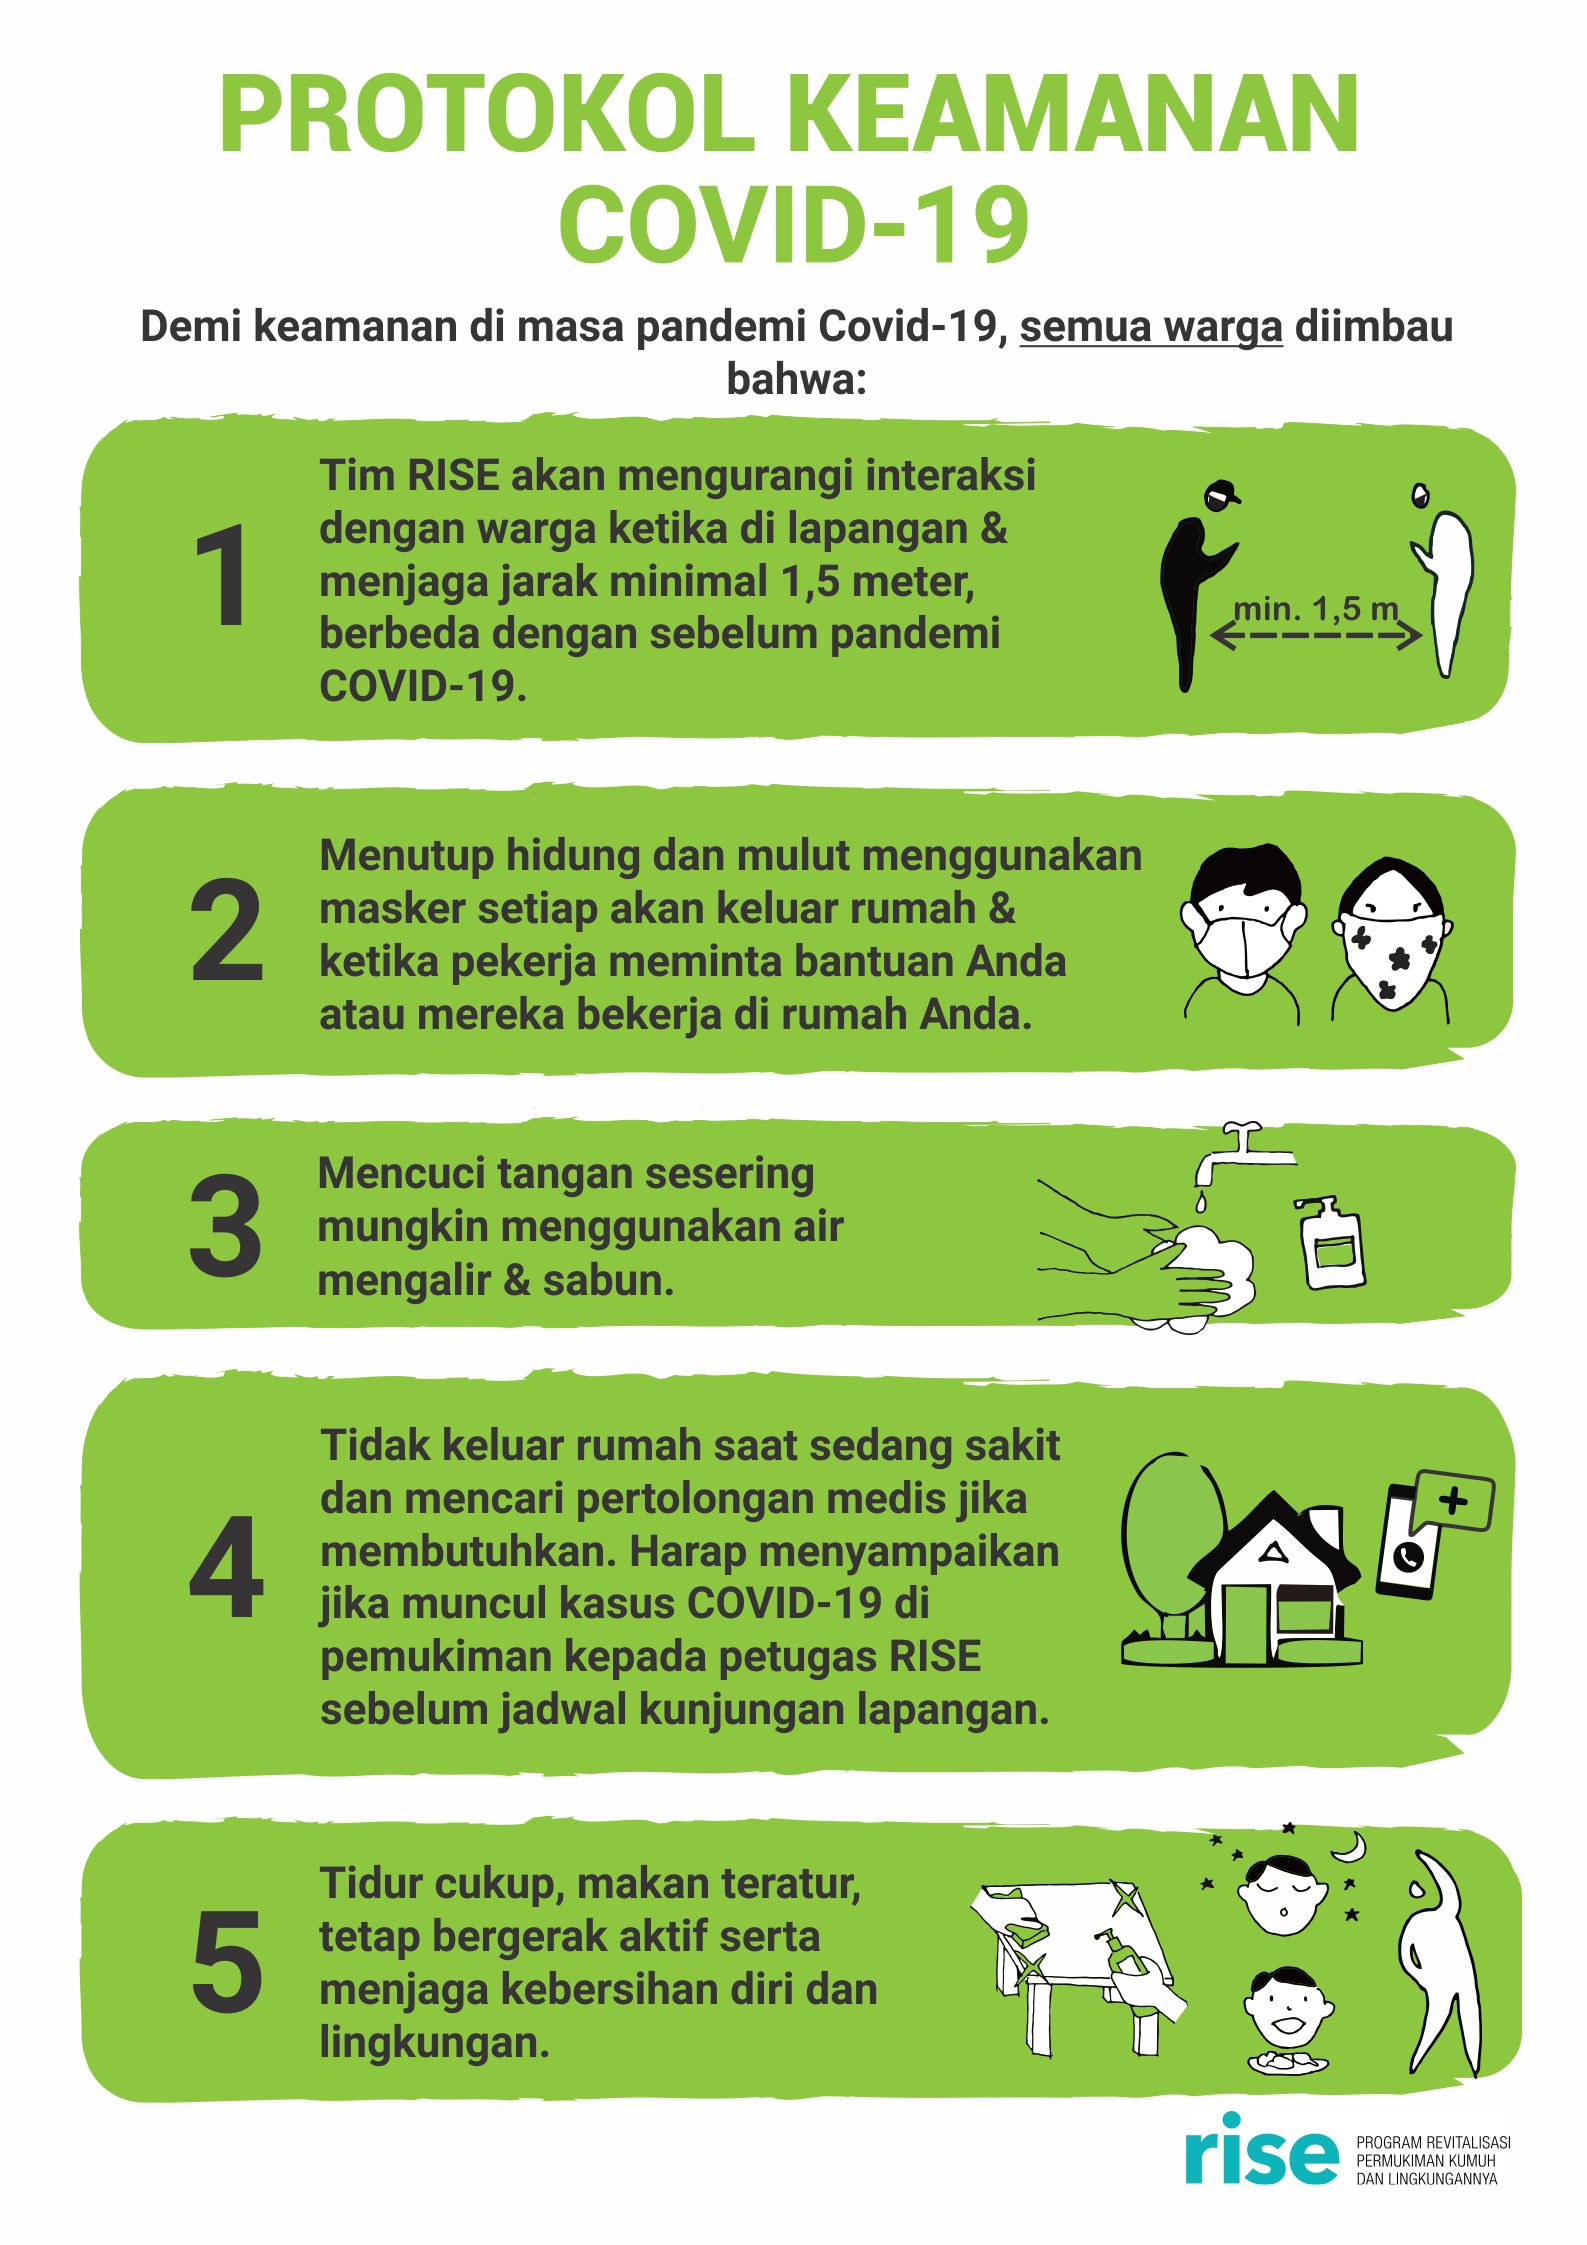 PROTOKOL KEAMANAN
COVID-19
Demi keamanan di masa pandemi Covid-19, semua warga diimbau
bahwa:
1
Tim RISE akan mengurangi interaksi
dengan warga ketika di lapangan &
menjaga jarak minimal 1,5 meter,
berbeda dengan sebelum pandemi
COVID-19.
min. 1,5 m
2
Menutup hidung dan mulut menggunakan
masker setiap akan keluar rumah &
ketika pekerja meminta bantuan Anda
atau mereka bekerja di rumah Anda.
3
Mencuci tangan sesering
mungkin menggunakan air
mengalir & sabun.
4
Tidak keluar rumah saat sedang sakit
dan mencari pertolongan medis jika
membutuhkan. Harap menyampaikan
jika muncul kasus COVID-19 di
pemukiman kepada petugas RISE
sebelum jadwal kunjungan lapangan.
5
Tidur cukup, makan teratur,
tetap bergerak aktif serta
menjaga kebersihan diri dan
lingkungan.
rise
PROGRAM REVITALISASI
PERMUKIMAN KUMUH
DAN LINGKUNGANNYA